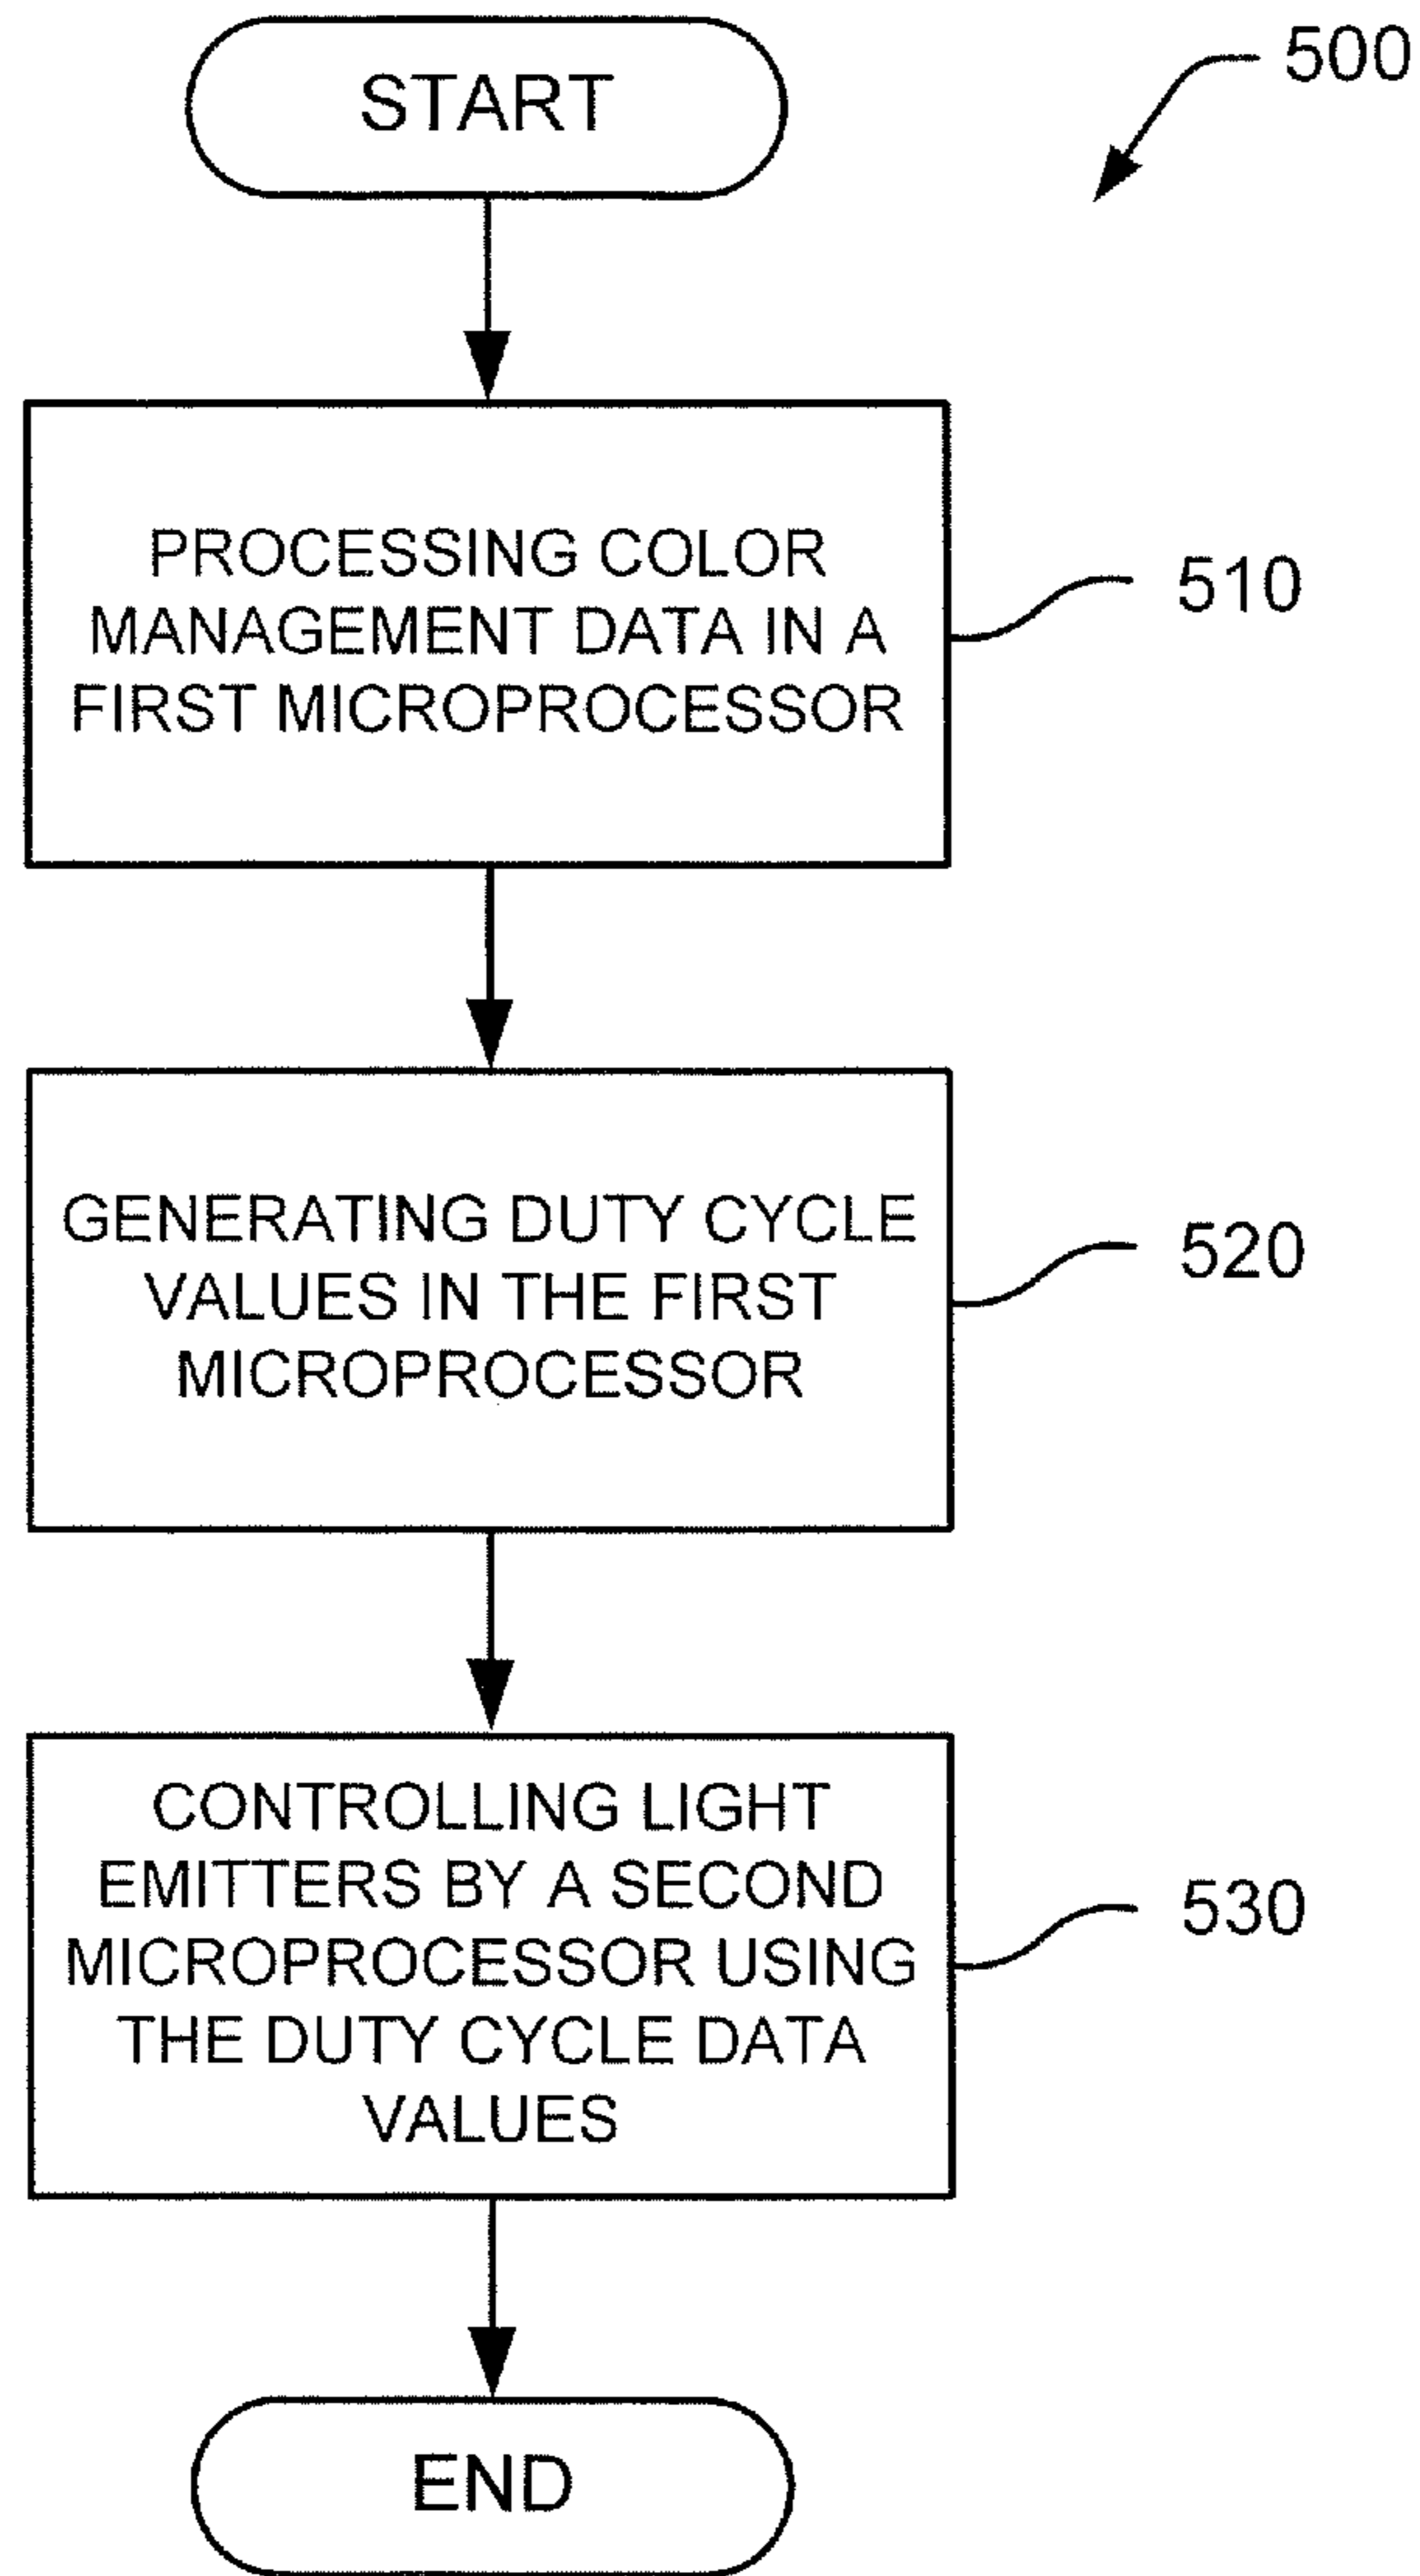 START
500
PROCESSING COLOR
MANAGEMENT DATA IN A
FIRST MICROPROCESSOR
510
GENERATING DUTY CYCLE
VALUES IN THE FIRST
MICROPROCESSOR
520
CONTROLLING LIGHT
EMITTERS BY A SECOND
MICROPROCESSOR USING
THE DUTY CYCLE DATA
VALUES
530
END